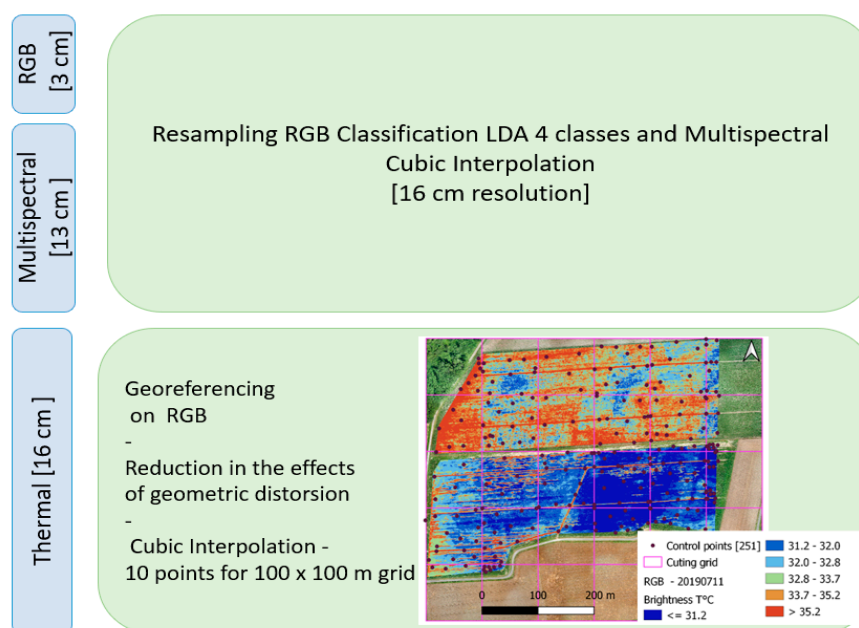 RGB
[3 cm]
Resampling RGB Classification LDA 4 classes and Multispectral
Cubic Interpolation
[16 cm resolution]
Multispectral
[13 cm ]
Thermal [16 cm ]
Georeferencing
on RGB
-
Reduction in the effects
of geometric distorsion
-
Cubic Interpolation -
10 points for 100 x 100 m grid
0 100 200 m
Control points [251]
Cuting grid
RGB - 20190711
Brightness T°C
<= 31.2
31.2 - 32.0
32.0 - 32.8
32.8 - 33.7
33.7 - 35.2
> 35.2